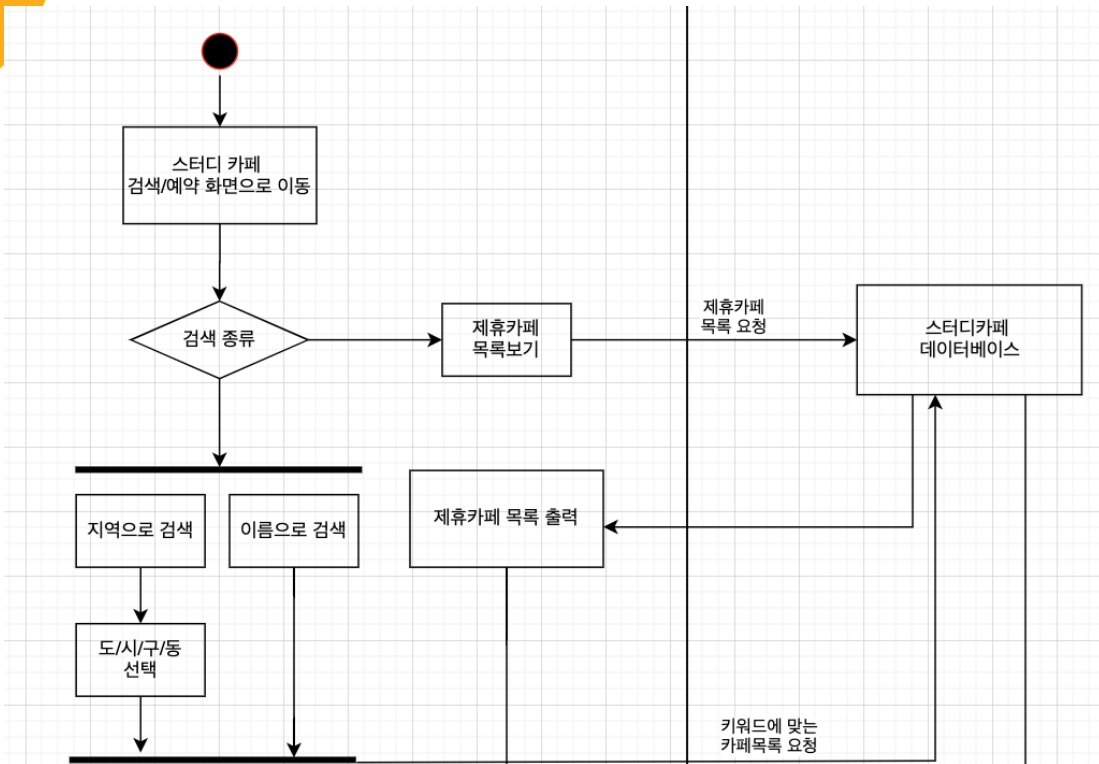 스터디 카페
검색/예약 화면으로 이동
검색 종류
제휴카페
목록보기
제휴카페
목록 요청
스터디카페
데이터베이스
지역으로 검색
이름으로 검색
제휴카페 목록 출력
도/시/구/동
선택
키워드에 맞는
카페목록 요청